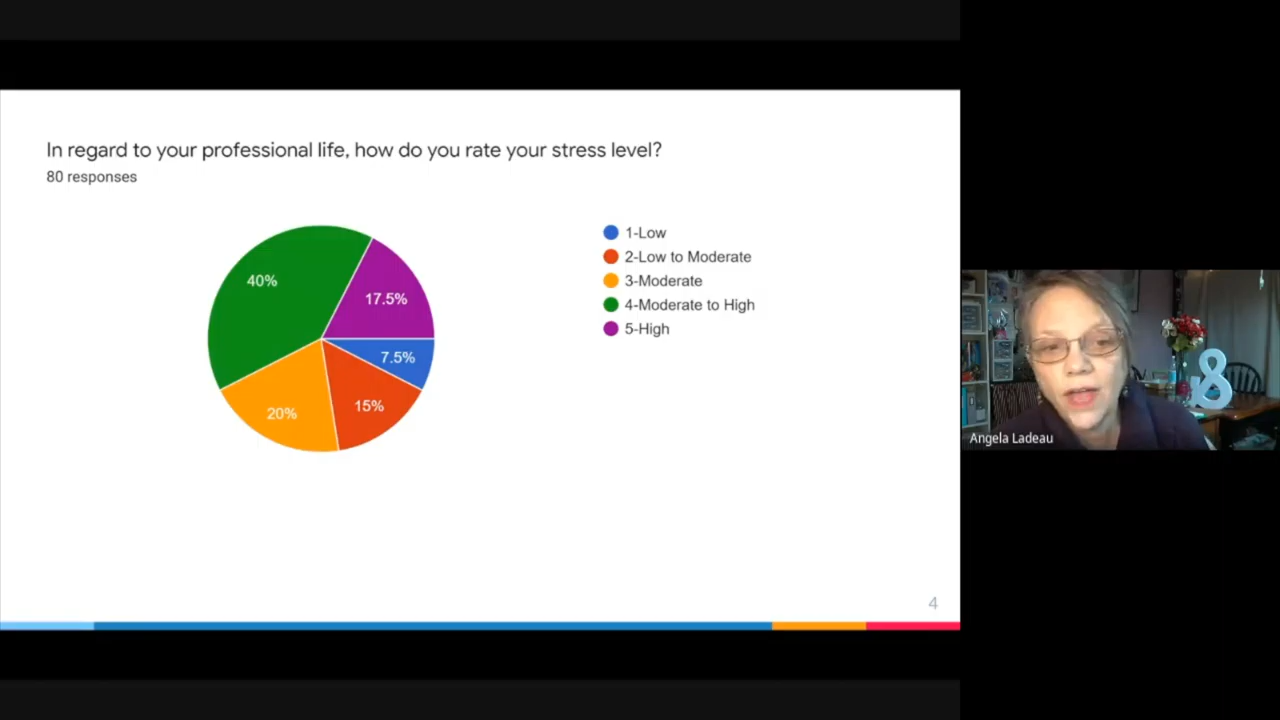 In regard to your professional life, how do you rate your stress level?
80 responses
1-Low
2-Low to Moderate
3-Moderate
4-Moderate to High
5-High
40%
17.5%
7.5%
20%
15%
Angela Ladeau
4